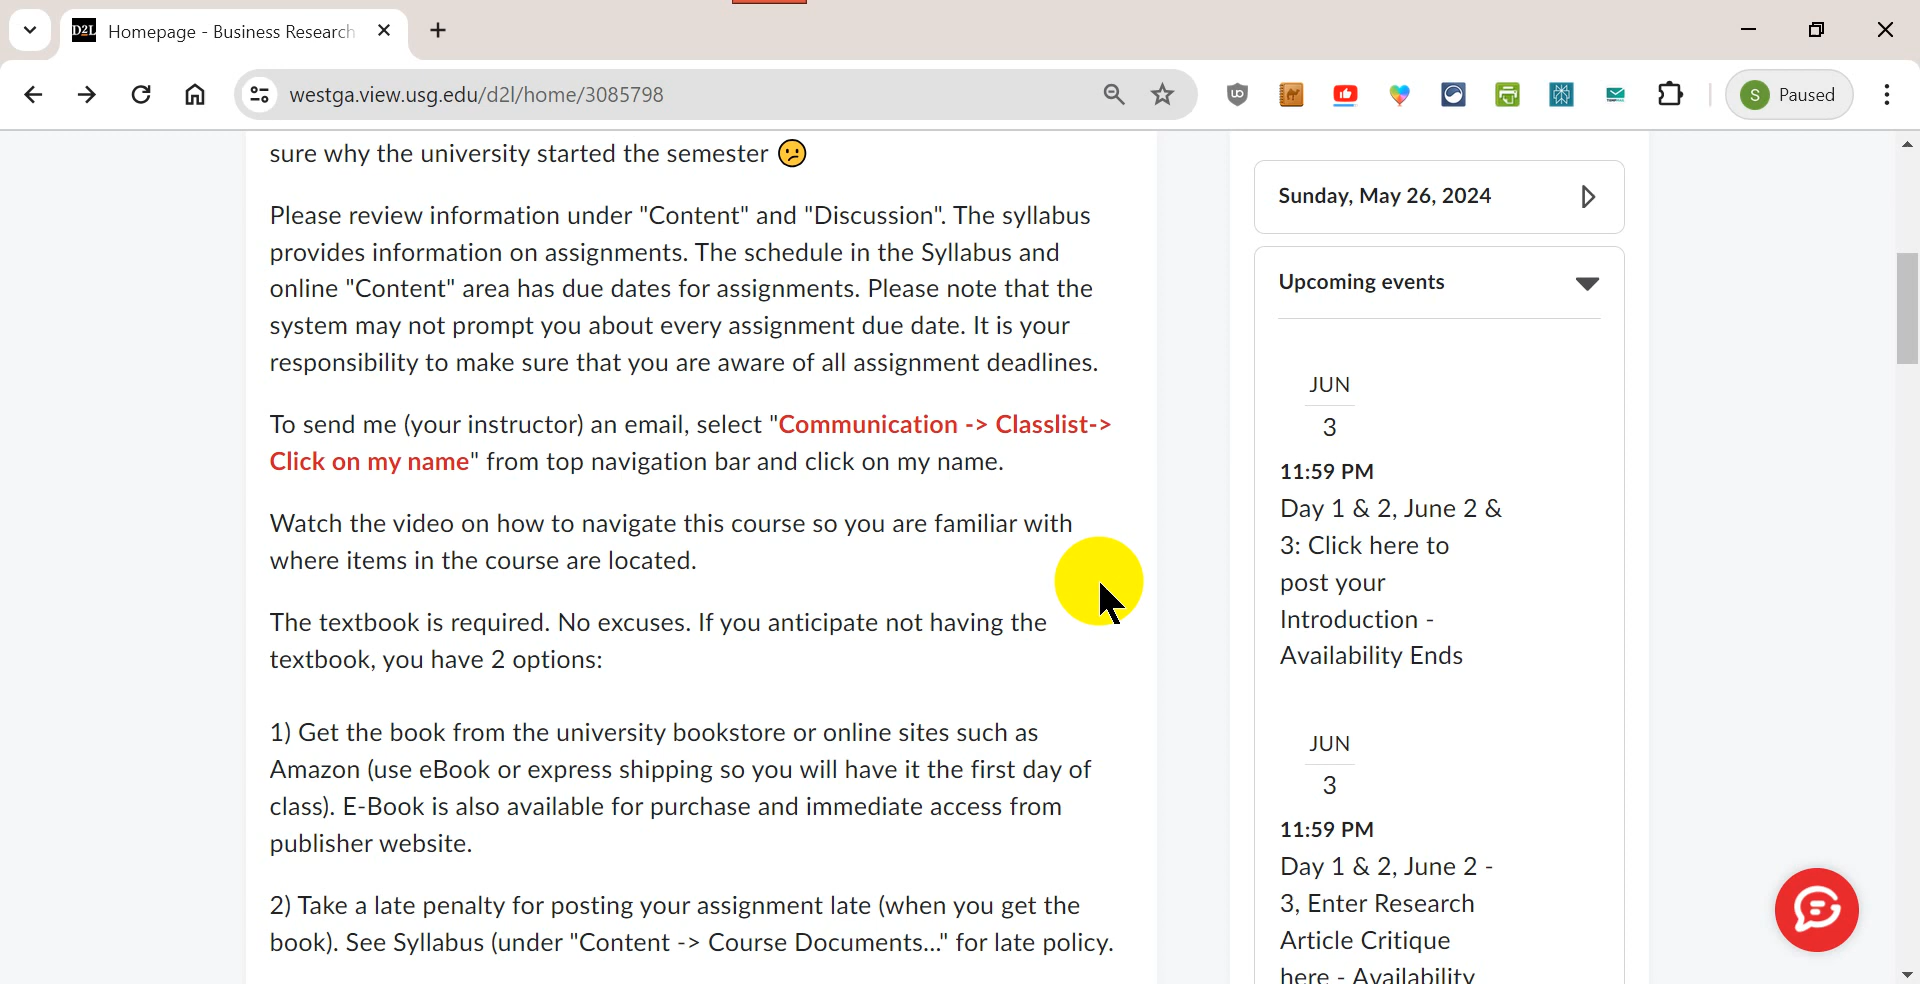 D2L Homepage - Business Research
westga.view.usg.edu/d2l/home/3085798
S Paused
sure why the university started the semester 😕
Please review information under "Content" and "Discussion". The syllabus
provides information on assignments. The schedule in the Syllabus and
online "Content" area has due dates for assignments. Please note that the
system may not prompt you about every assignment due date. It is your
responsibility to make sure that you are aware of all assignment deadlines.
To send me (your instructor) an email, select "Communication -> Classlist->
Click on my name" from top navigation bar and click on my name.
Watch the video on how to navigate this course so you are familiar with
where items in the course are located.
The textbook is required. No excuses. If you anticipate not having the
textbook, you have 2 options:
1) Get the book from the university bookstore or online sites such as
Amazon (use eBook or express shipping so you will have it the first day of
class). E-Book is also available for purchase and immediate access from
publisher website.
2) Take a late penalty for posting your assignment late (when you get the
book). See Syllabus (under "Content -> Course Documents..." for late policy.
Sunday, May 26, 2024
Upcoming events
JUN
3
11:59 PM
Day 1 & 2, June 2 &
3: Click here to
post your
Introduction -
Availability Ends
JUN
3
11:59 PM
Day 1 & 2, June 2 -
3, Enter Research
Article Critique
here - Availability